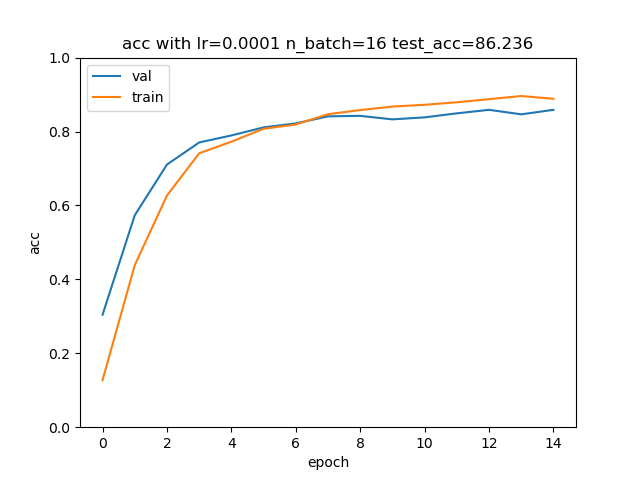 acc with lr=0.0001 n_batch=16 test_acc=86.236
1.0
val
train
0.8
0.6
acc
0.4
0.2
0.0
0 2 4 6 8 10 12 14
epoch